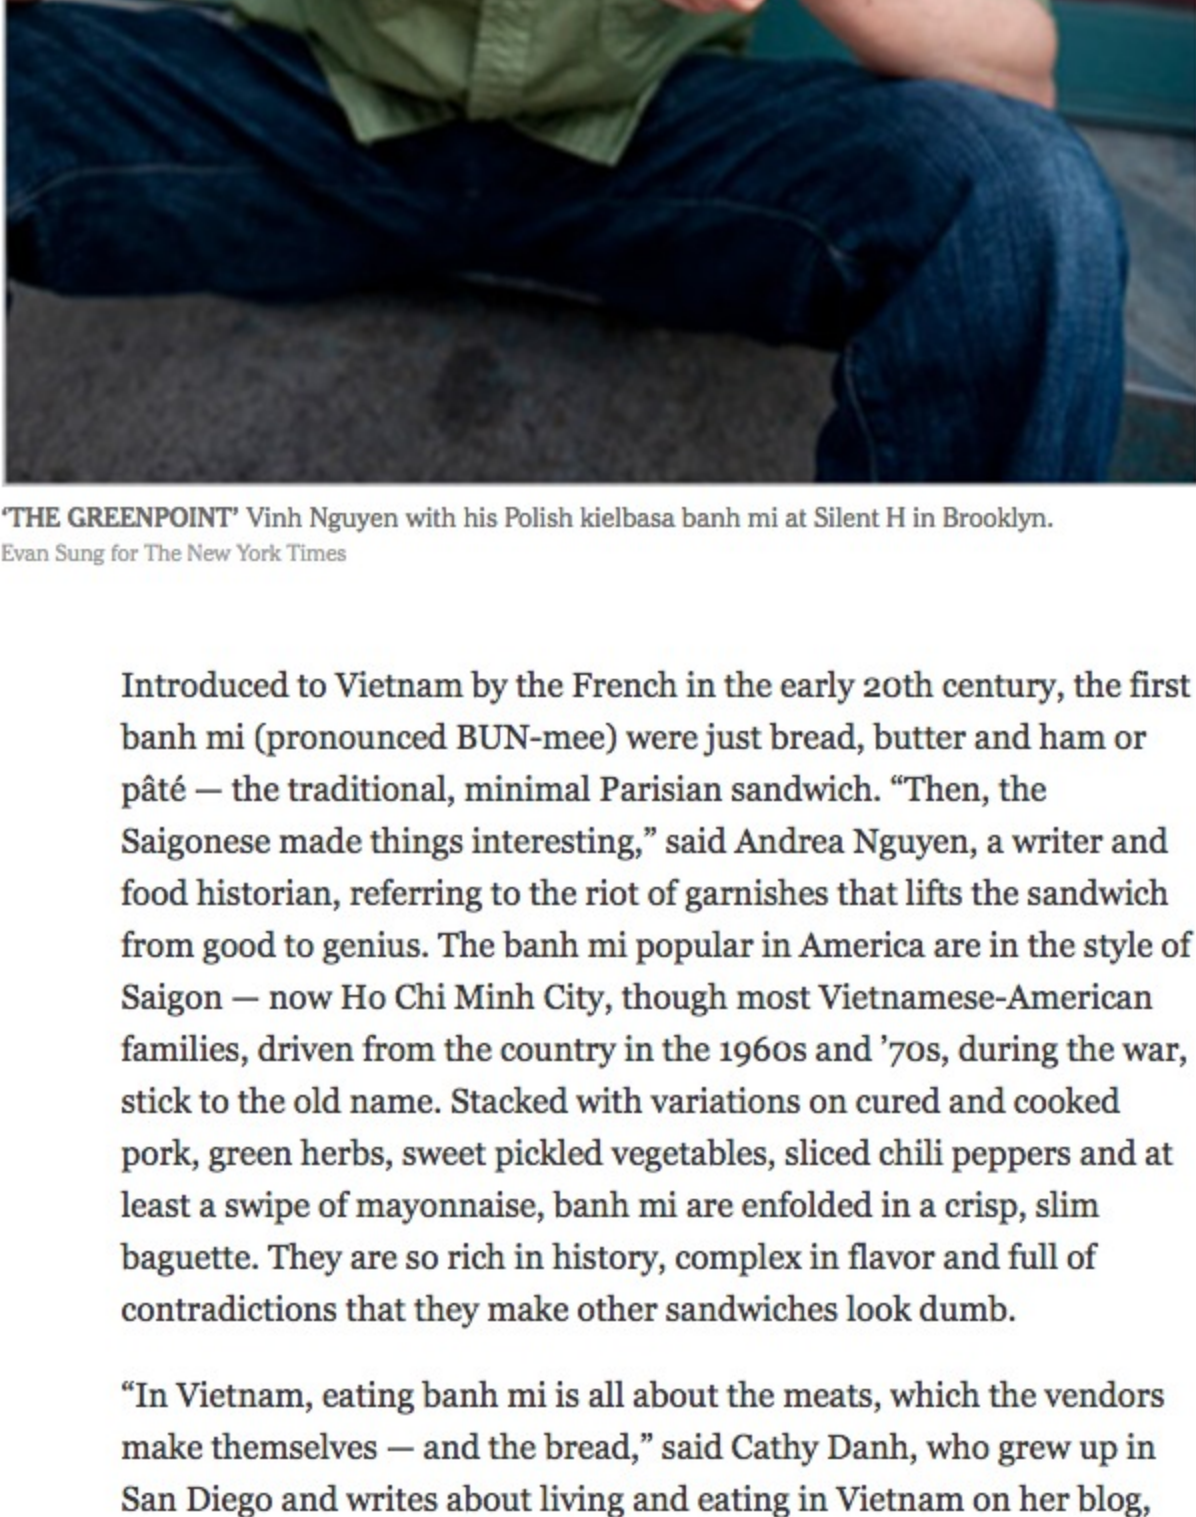 ‘THE GREENPOINT’ Vinh Nguyen with his Polish kielbasa banh mi at Silent H in Brooklyn.
Evan Sung for The New York Times
Introduced to Vietnam by the French in the early 20th century, the first
banh mi (pronounced BUN-mee) were just bread, butter and ham or
pâté — the traditional, minimal Parisian sandwich. “Then, the
Saigonese made things interesting,” said Andrea Nguyen, a writer and
food historian, referring to the riot of garnishes that lifts the sandwich
from good to genius. The banh mi popular in America are in the style of
Saigon — now Ho Chi Minh City, though most Vietnamese-American
families, driven from the country in the 1960s and ’70s, during the war,
stick to the old name. Stacked with variations on cured and cooked
pork, green herbs, sweet pickled vegetables, sliced chili peppers and at
least a swipe of mayonnaise, banh mi are enfolded in a crisp, slim
baguette. They are so rich in history, complex in flavor and full of
contradictions that they make other sandwiches look dumb.
“In Vietnam, eating banh mi is all about the meats, which the vendors
make themselves — and the bread,” said Cathy Danh, who grew up in
San Diego and writes about living and eating in Vietnam on her blog,